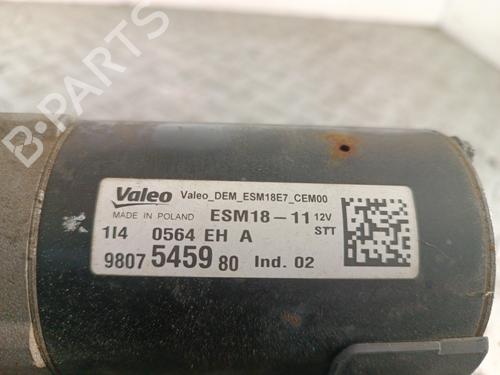 B-PARTS
Valeo Valeo_DEM_ESM18E7_CEM00
MADE IN POLAND ESM18-11 12V
1I4 0564 EH A STT
9807 5459 80 Ind. 02